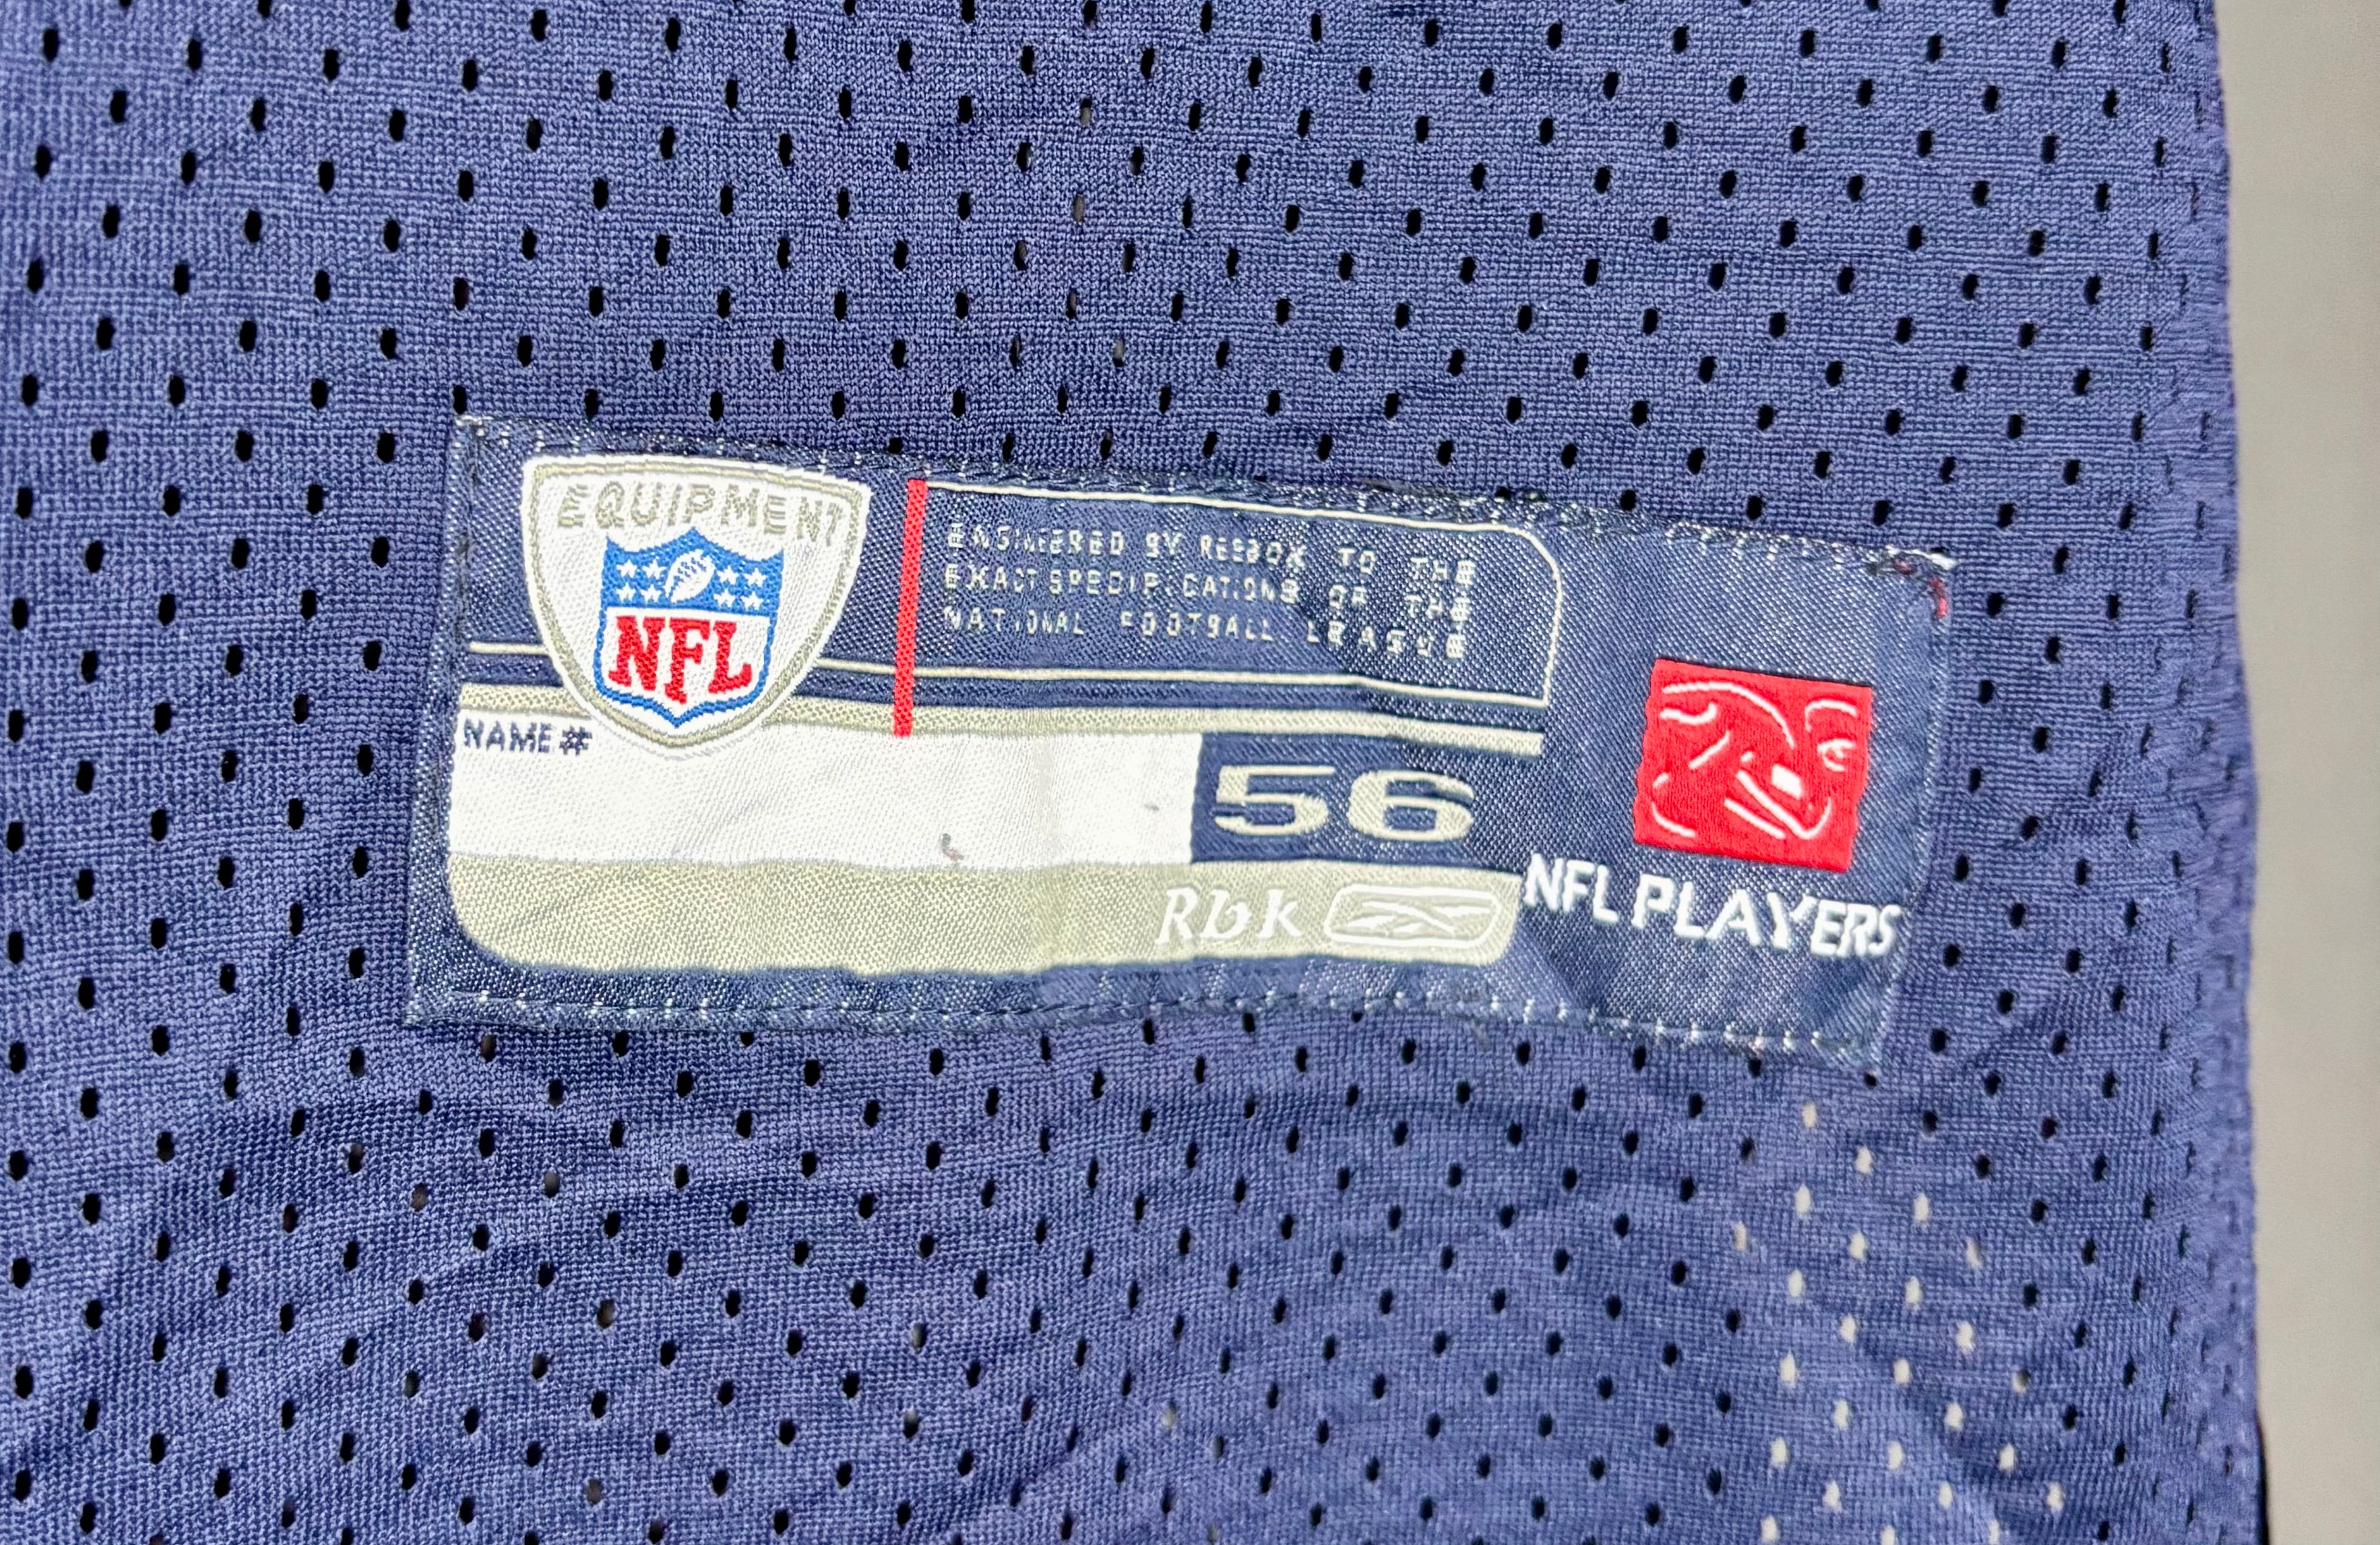 EQUIPMENT
NFL
ENGINEERED BY REEBOK TO THE
EXACT SPECIFICATIONS OF THE
NATIONAL FOOTBALL LEAGUE
NAME #
56
Rbk
NFL PLAYERS